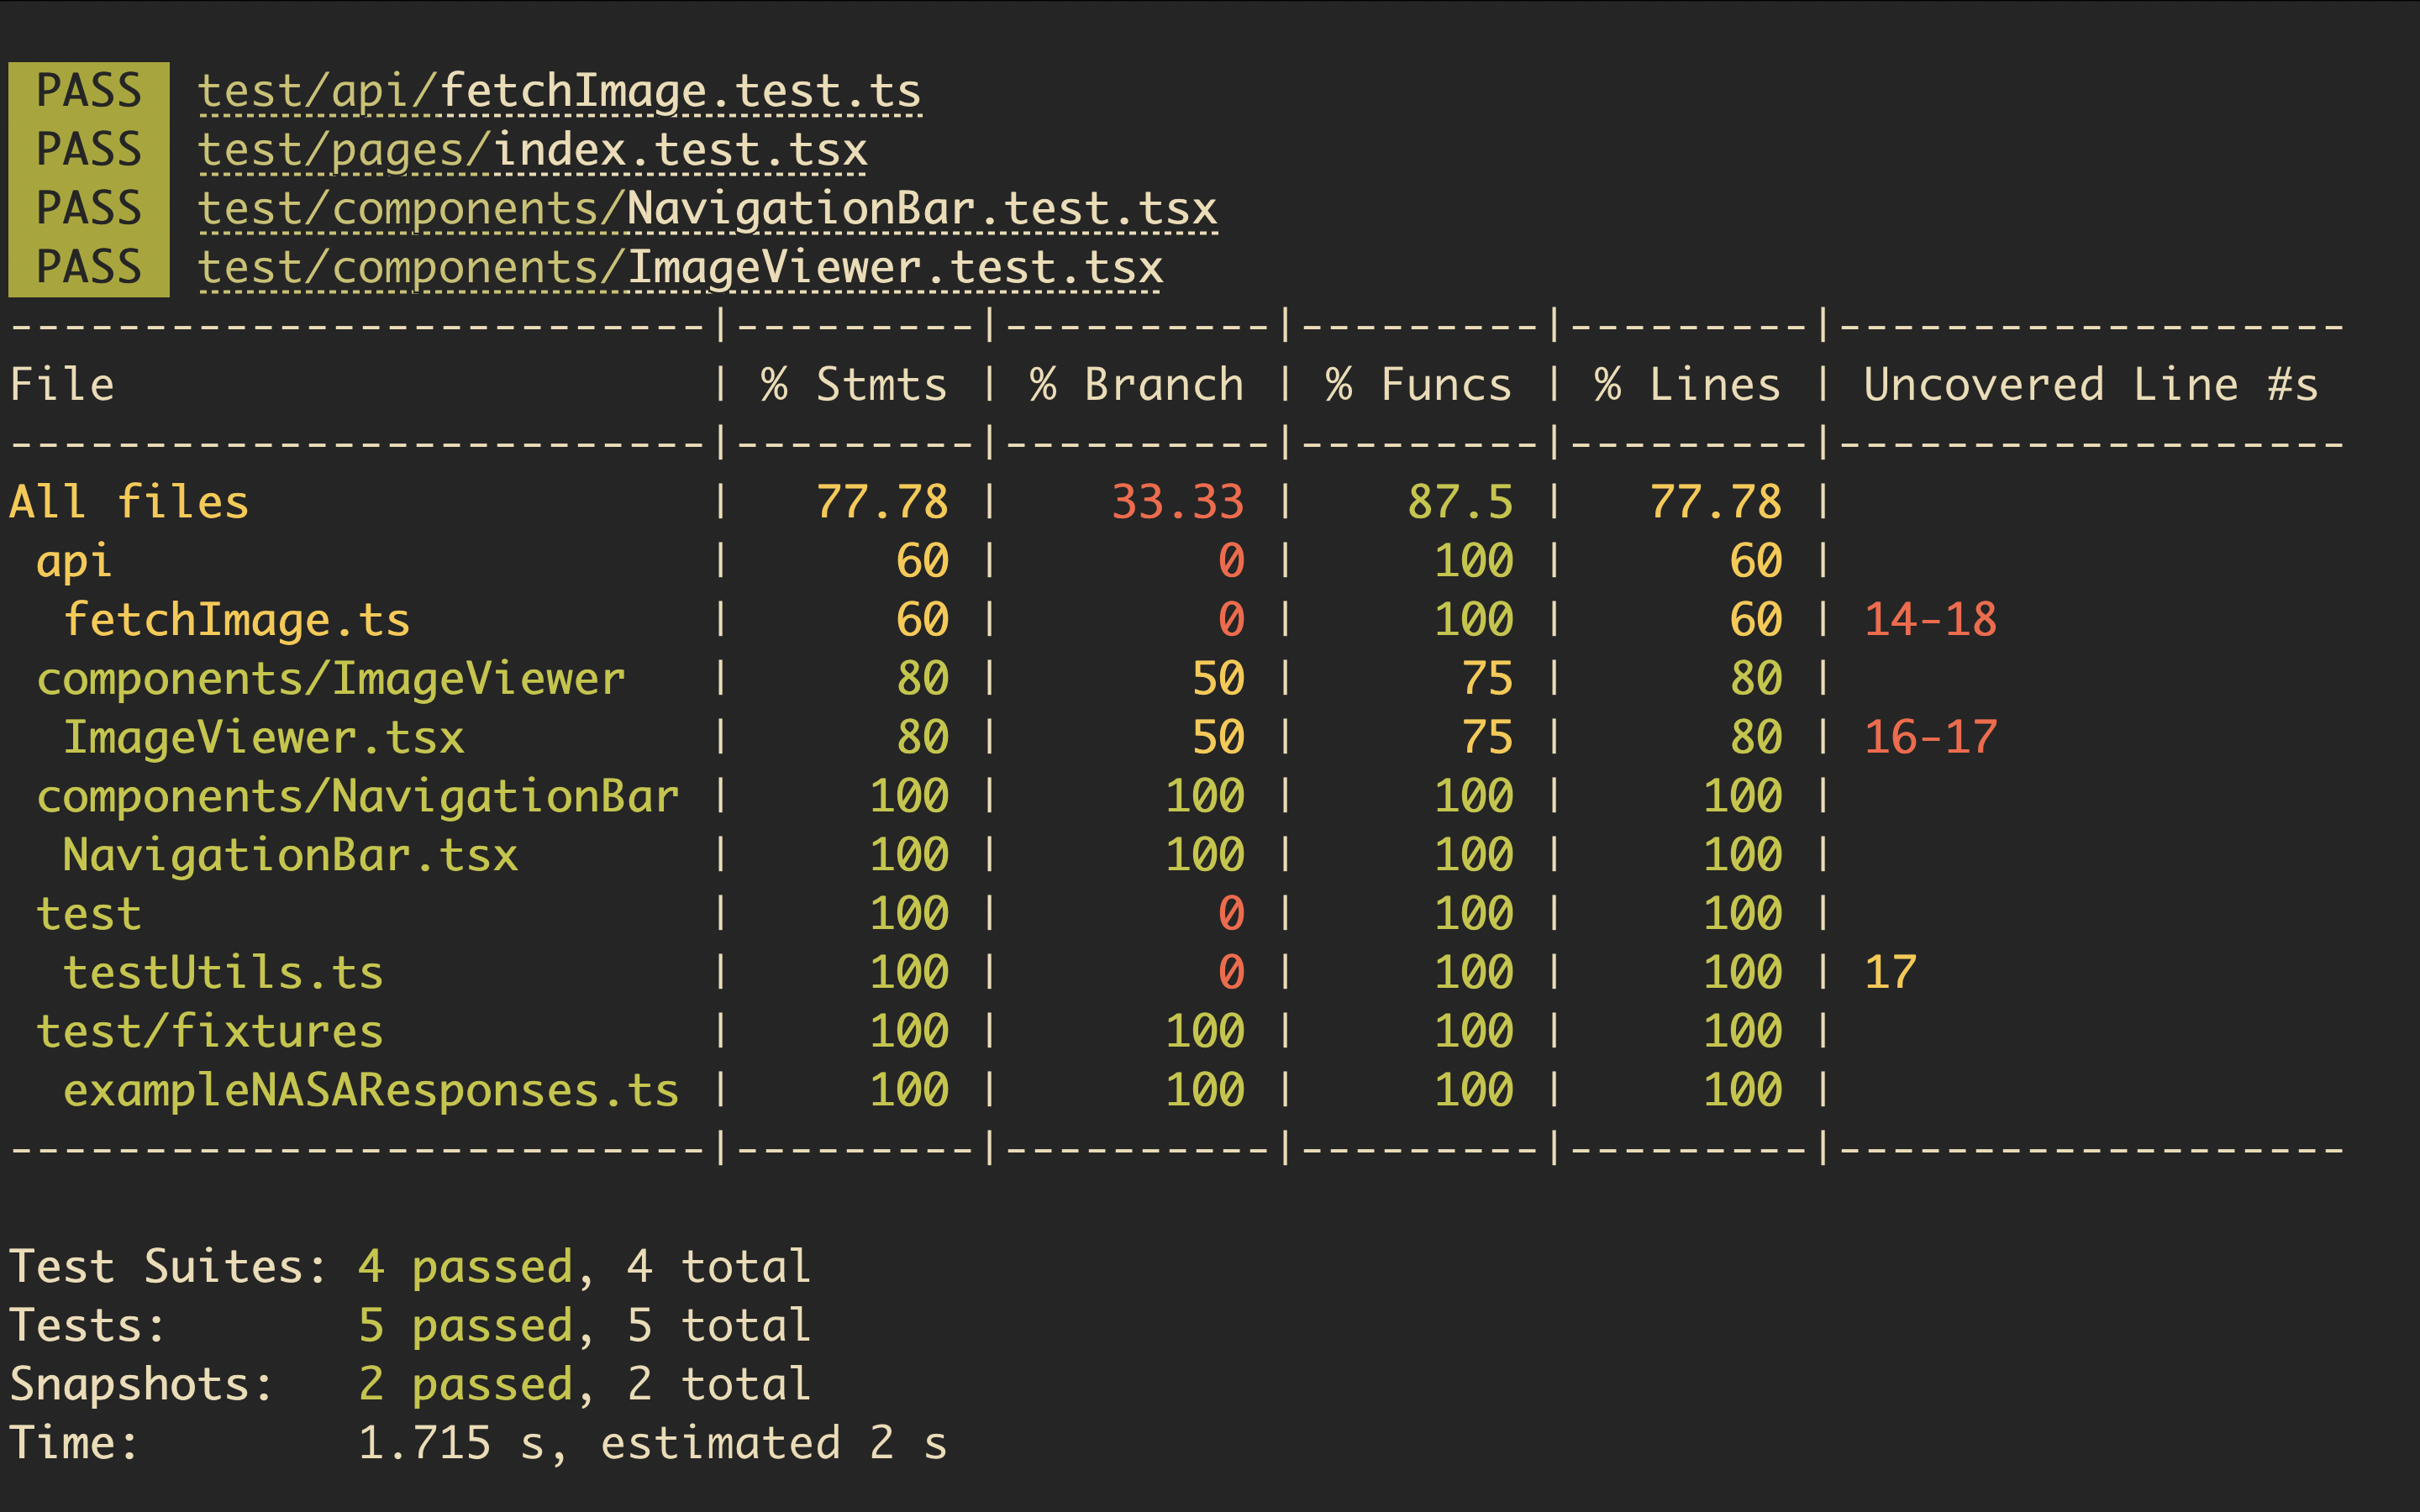 PASS test/api/fetchImage.test.ts
PASS test/pages/index.test.tsx
PASS test/components/NavigationBar.test.tsx
PASS test/components/ImageViewer.test.tsx
--------------------------|---------|----------|---------|---------|-------------------
File                      | % Stmts | % Branch | % Funcs | % Lines | Uncovered Line #s
--------------------------|---------|----------|---------|---------|-------------------
All files                 |   77.78 |    33.33 |    87.5 |   77.78 |
 api                      |      60 |        0 |     100 |      60 |
  fetchImage.ts           |      60 |        0 |     100 |      60 | 14-18
 components/ImageViewer   |      80 |       50 |      75 |      80 |
  ImageViewer.tsx         |      80 |       50 |      75 |      80 | 16-17
 components/NavigationBar |     100 |      100 |     100 |     100 |
  NavigationBar.tsx       |     100 |      100 |     100 |     100 |
 test                     |     100 |        0 |     100 |     100 |
  testUtils.ts            |     100 |        0 |     100 |     100 | 17
 test/fixtures            |     100 |      100 |     100 |     100 |
  exampleNASAResponses.ts |     100 |      100 |     100 |     100 |
--------------------------|---------|----------|---------|---------|-------------------
Test Suites: 4 passed, 4 total
Tests:       5 passed, 5 total
Snapshots:   2 passed, 2 total
Time:        1.715 s, estimated 2 s